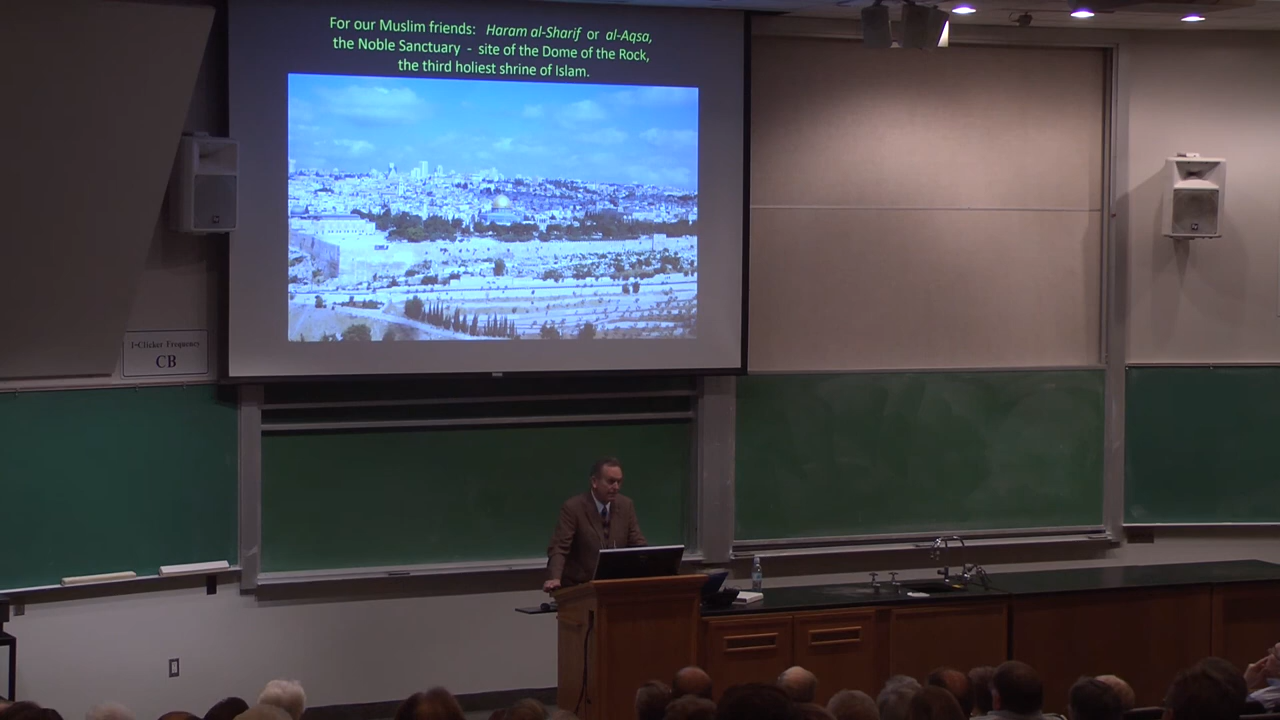 For our Muslim friends: Haram al-Sharif or al-Aqsa,
the Noble Sanctuary - site of the Dome of the Rock,
the third holiest shrine of Islam.
I-Clicker Frequency
CB